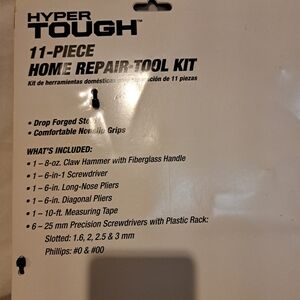 HYPER
TOUGH
11-PIECE
HOME REPAIR TOOL KIT
Kit de herramientas domésticas reparación de 11 piezas
• Drop Forged Steel
• Comfortable Nonslip Grips
WHAT'S INCLUDED:
• 1 – 8-oz. Claw Hammer with Fiberglass Handle
• 1 – 6-in-1 Screwdriver
• 1 – 6-in. Long-Nose Pliers
• 1 – 6-in. Diagonal Pliers
• 1 – 10-ft. Measuring Tape
• 6 – 25 mm Precision Screwdrivers with Plastic Rack:
Slotted: 1.6, 2, 2.5 & 3 mm
Phillips: #0 & #00